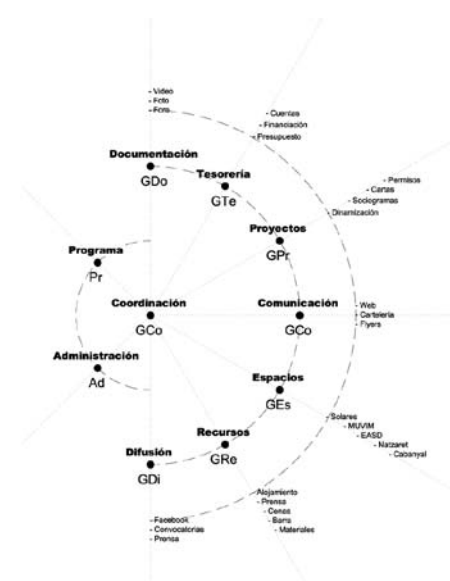 - Video
- Foto
- Foro
- Cuentas
- Financiación
- Presupuesto
Documentación
GDo
Tesorería
GTe
- Permisos
- Cartas
- Sociogramas
- Dinamización
Proyectos
GPr
Programa
Pr
Coordinación
GCo
Comunicación
GCo
- Web
- Cartelería
- Flyers
Administración
Ad
Espacios
GEs
- Solares
- MUVIM
- EASD
- Natzaret
- Cabanyal
Recursos
GRe
Difusión
GDi
Alojamiento
- Prensa
- Cenas
- Barra
- Materiales
- Facebook
- Convocatorias
- Prensa